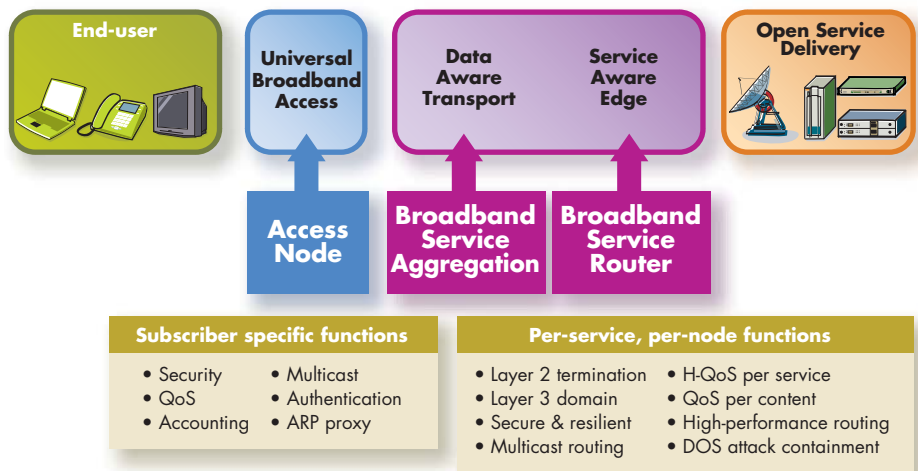 End-user
Universal
Broadband
Access
Data
Aware
Transport
Service
Aware
Edge
Open Service
Delivery
Access
Node
Broadband
Service
Aggregation
Broadband
Service
Router
Subscriber specific functions
• Security
• QoS
• Accounting
• Multicast
• Authentication
• ARP proxy
Per-service, per-node functions
• Layer 2 termination
• Layer 3 domain
• Secure & resilient
• Multicast routing
• H-QoS per service
• QoS per content
• High-performance routing
• DOS attack containment